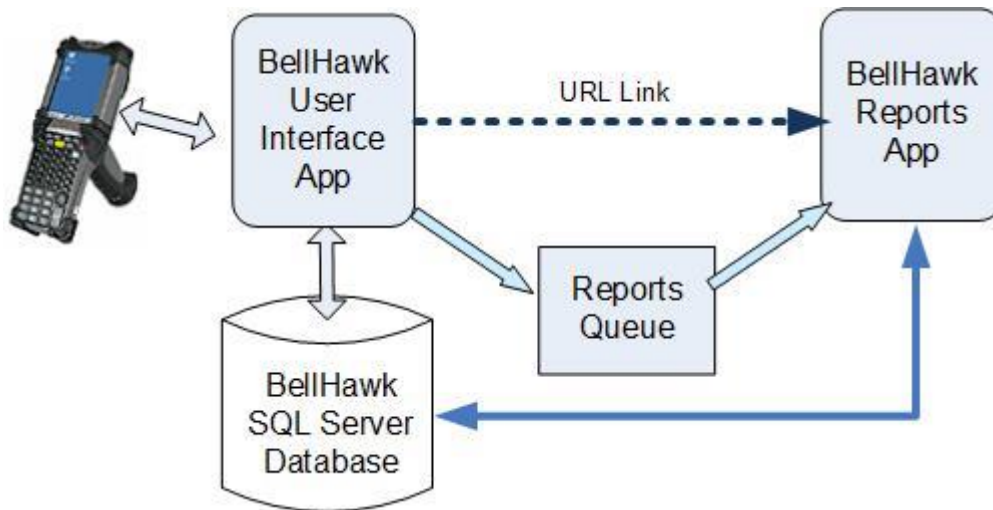 BellHawk
User
Interface
App
URL Link
BellHawk
Reports
App
Reports
Queue
BellHawk
SQL Server
Database